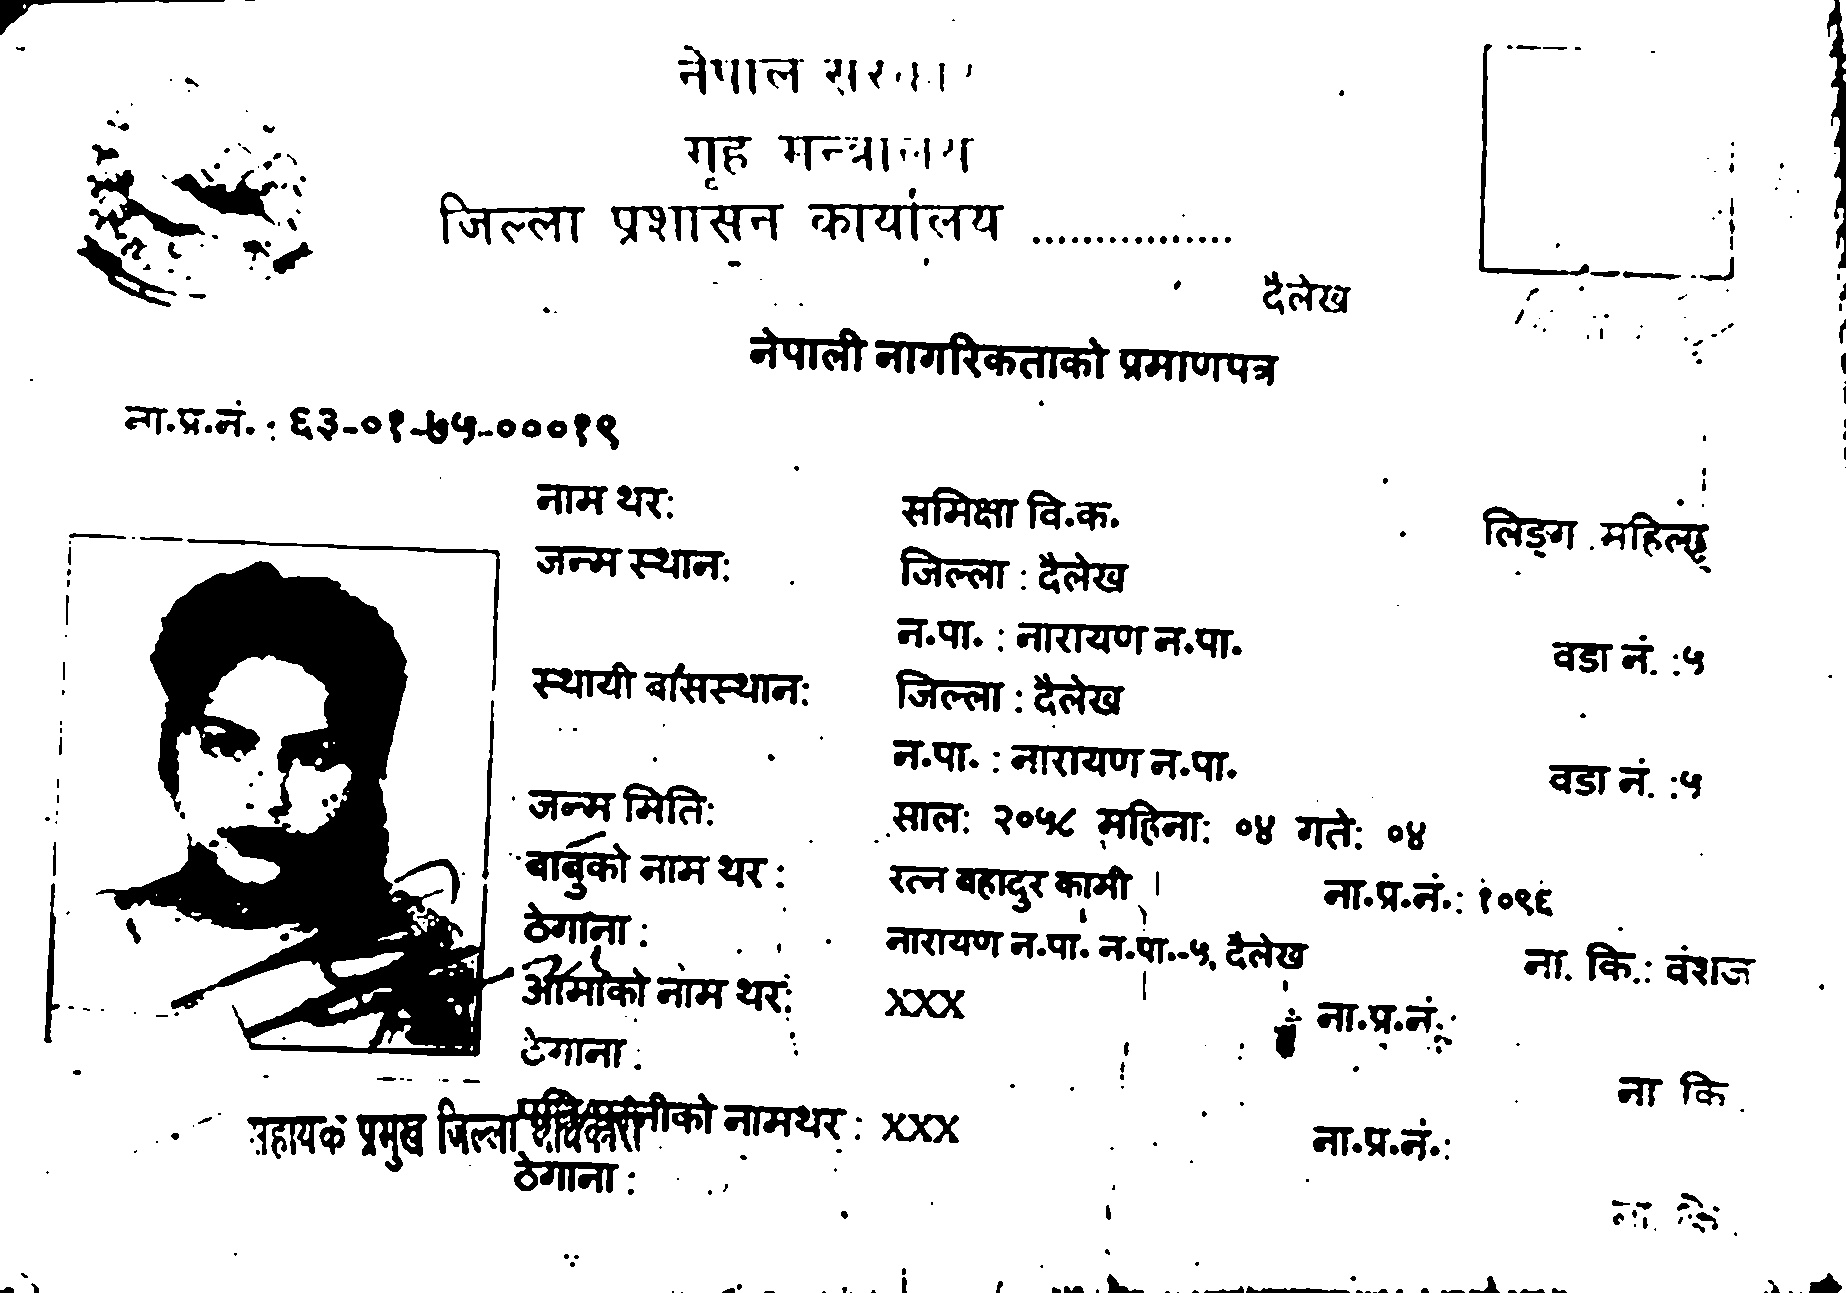 नेपाल सरकार
गृह मन्त्रालय
जिल्ला प्रशासन कार्यालय ................
दैलेख
नेपाली नागरिकताको प्रमाणपत्र
ना.प्र.नं. : ६३-०१-७५-०००१९
नाम थर: समिक्षा वि.क. लिङ्ग महिला
जन्म स्थान: जिल्ला : दैलेख
न.पा. : नारायण न.पा. वडा नं. :५
स्थायी बासस्थान: जिल्ला : दैलेख
न.पा. : नारायण न.पा. वडा नं. :५
जन्म मिति: साल: २०५८ महिना: ०४ गते: ०४
बाबुको नाम थर : रत्न बहादुर कामी ना.प्र.नं.: १०९६
ठेगाना : नारायण न.पा. न.पा.-५, दैलेख ना. कि.: वंशज
आमाको नाम थर: XXX ना.प्र.नं.:
ठेगाना : ना कि
पति/पत्नीको नामथर : XXX ना.प्र.नं.:
सहायक प्रमुख जिल्ला अधिकारी
ठेगाना : ना. कि